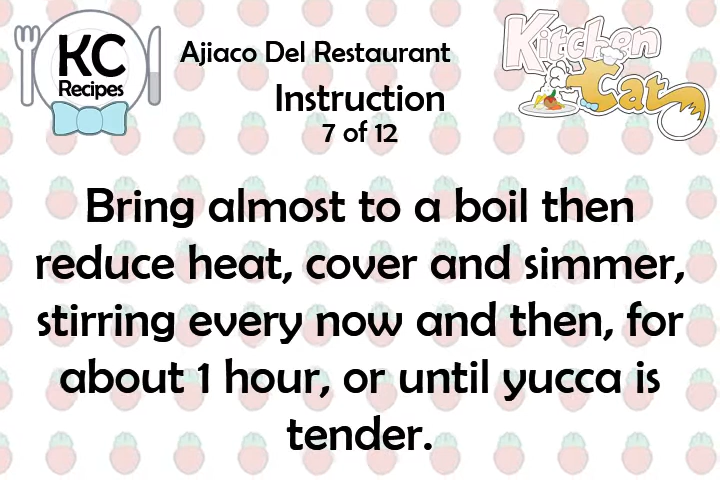 KC
Recipes
Ajiaco Del Restaurant
Kitchen
Cat
Instruction
7 of 12
Bring almost to a boil then
reduce heat, cover and simmer,
stirring every now and then, for
about 1 hour, or until yucca is
tender.